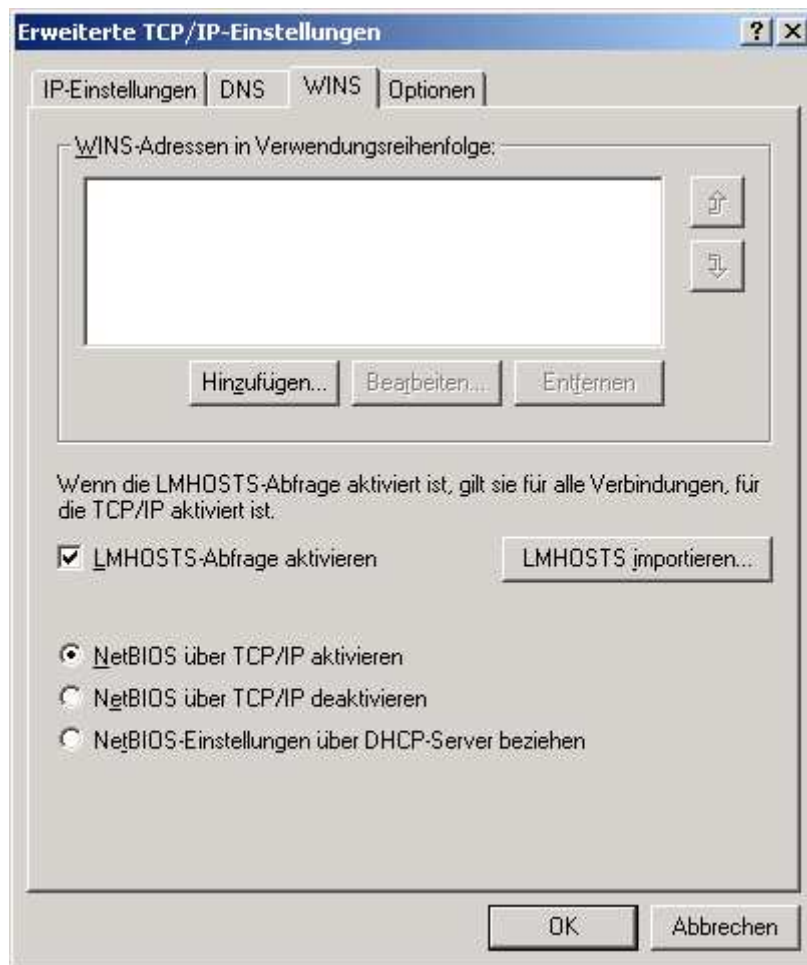 Erweiterte TCP/IP-Einstellungen
IP-Einstellungen DNS WINS Optionen
WINS-Adressen in Verwendungsreihenfolge:
Hinzufügen... Bearbeiten... Entfernen
Wenn die LMHOSTS-Abfrage aktiviert ist, gilt sie für alle Verbindungen, für
die TCP/IP aktiviert ist.
LMHOSTS-Abfrage aktivieren LMHOSTS importieren...
NetBIOS über TCP/IP aktivieren
NetBIOS über TCP/IP deaktivieren
NetBIOS-Einstellungen über DHCP-Server beziehen
OK Abbrechen